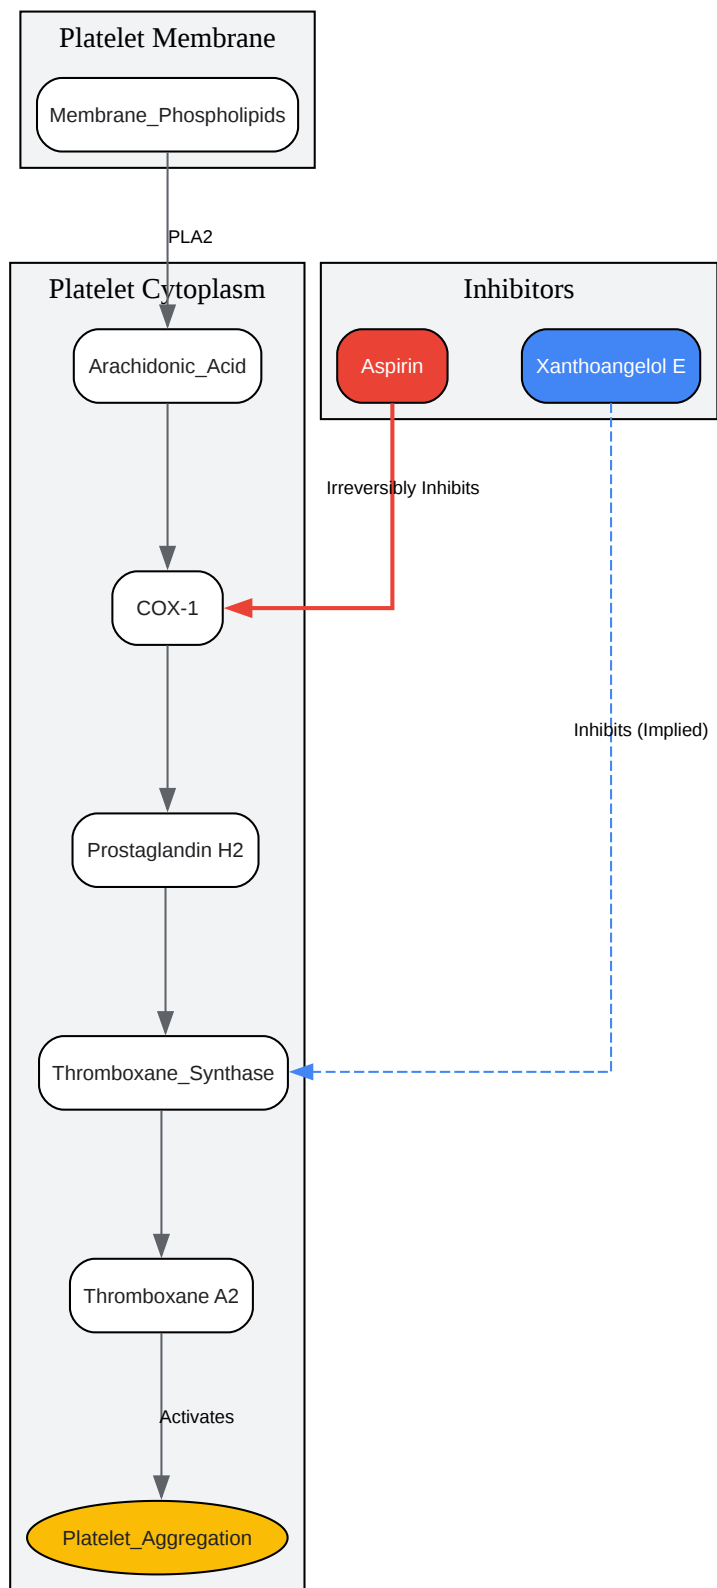 Platelet Membrane
Membrane_Phospholipids
PLA2
Platelet Cytoplasm
Inhibitors
Arachidonic_Acid
Aspirin
Xanthoangelol E
Irreversibly Inhibits
COX-1
Inhibits (Implied)
Prostaglandin H2
Thromboxane_Synthase
Thromboxane A2
Activates
Platelet_Aggregation